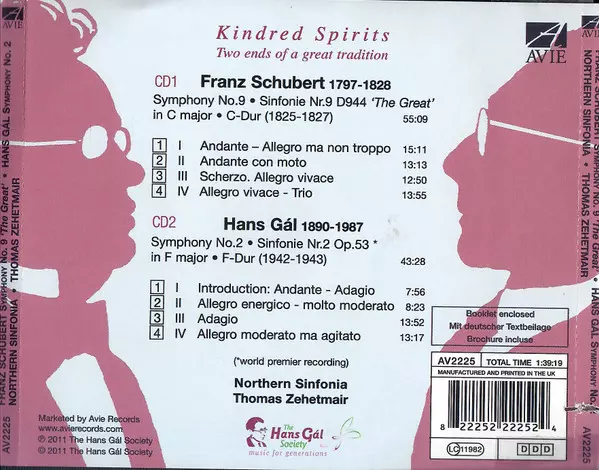 Kindred Spirits
Two ends of a great tradition
AVIE
CD1 Franz Schubert 1797-1828
Symphony No.9 • Sinfonie Nr.9 D944 'The Great'
in C major • C-Dur (1825-1827) 55:09
1 I Andante – Allegro ma non troppo 15:11
2 II Andante con moto 13:13
3 III Scherzo. Allegro vivace 12:50
4 IV Allegro vivace - Trio 13:55
CD2 Hans Gál 1890-1987
Symphony No.2 • Sinfonie Nr.2 Op.53 *
in F major • F-Dur (1942-1943) 43:28
1 I Introduction: Andante - Adagio 7:56
2 II Allegro energico - molto moderato 8:23
3 III Adagio 13:52
4 IV Allegro moderato ma agitato 13:17
(*world premier recording)
Northern Sinfonia
Thomas Zehetmair
The
Hans Gál
Society
music for generations
Marketed by Avie Records
www.avierecords.com
℗ 2011 The Hans Gál Society
© 2011 The Hans Gál Society
Booklet enclosed
Mit deutscher Textbeilage
Brochure incluse
AV2225 TOTAL TIME 1:39:19
MANUFACTURED AND PRINTED IN THE UK
8 22252 22252 4
LC 11982
DDD
FRANZ SCHUBERT SYMPHONY NO. 9 'The Great' • HANS GÁL SYMPHONY NO. 2
NORTHERN SINFONIA • THOMAS ZEHETMAIR
AV2225
AVIE
FRANZ SCHUBERT SYMPHONY NO. 9 'The Great' • HANS GÁL SYMPHONY NO. 2
NORTHERN SINFONIA • THOMAS ZEHETMAIR
AV2225